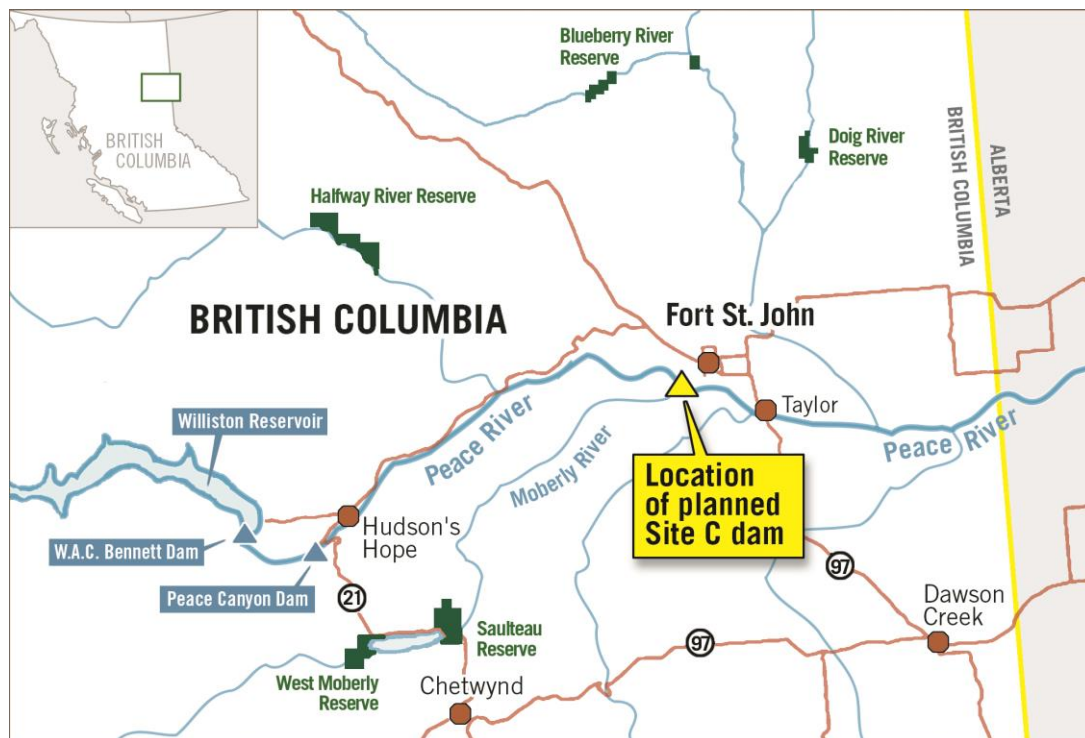 BRITISH
COLUMBIA
Blueberry River
Reserve
Doig River
Reserve
BRITISH COLUMBIA
ALBERTA
Halfway River Reserve
BRITISH COLUMBIA
Fort St. John
Williston Reservoir
Peace River
Taylor
Peace River
Moberly River
Location
of planned
Site C dam
W.A.C. Bennett Dam
Hudson's
Hope
Peace Canyon Dam
21
97
Dawson
Creek
97
Saulteau
Reserve
West Moberly
Reserve
Chetwynd